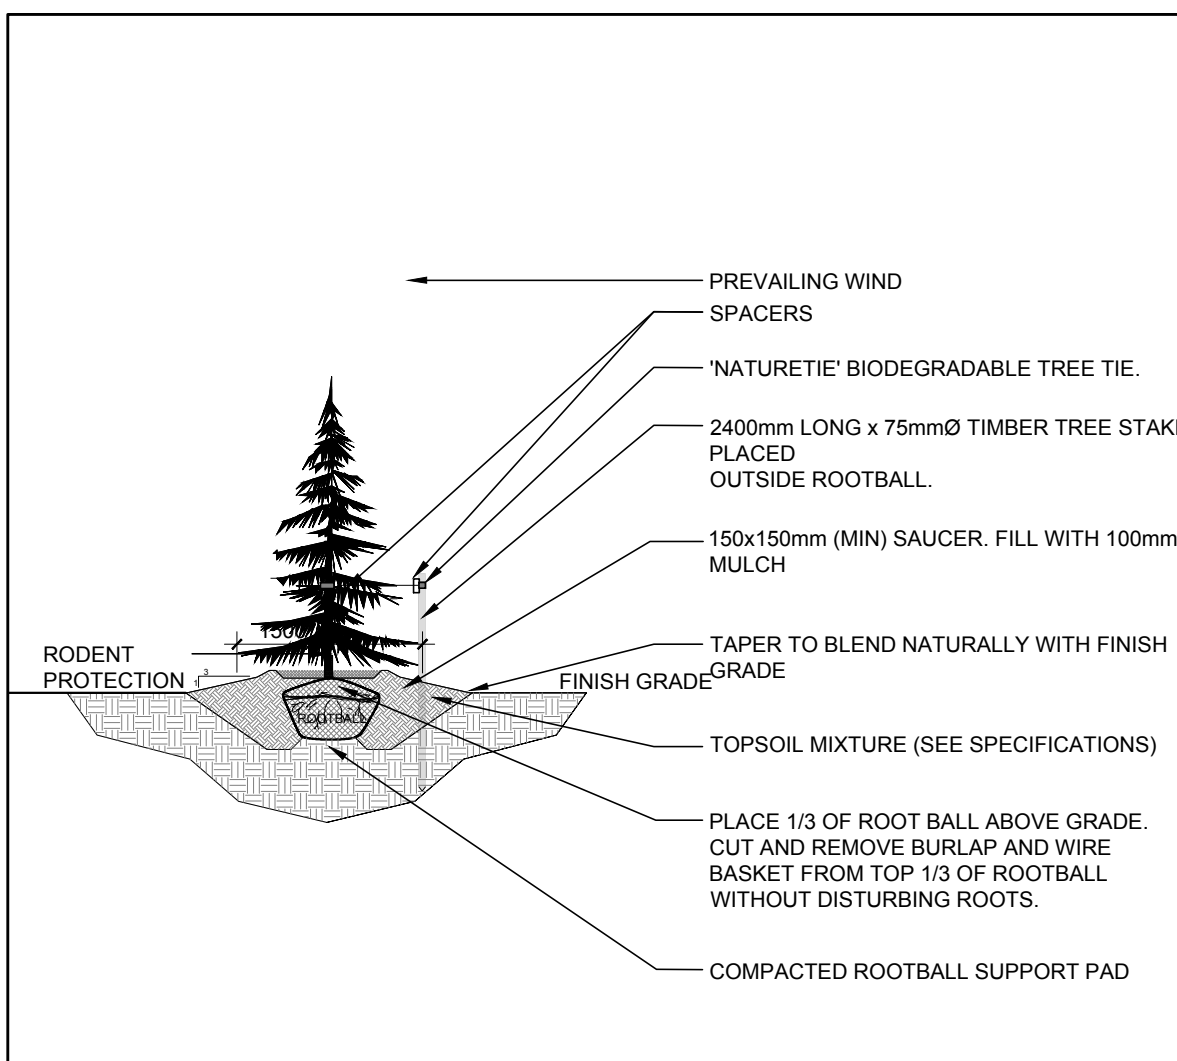 PREVAILING WIND
SPACERS
'NATURETIE' BIODEGRADABLE TREE TIE.
2400mm LONG x 75mmØ TIMBER TREE STAK
PLACED
OUTSIDE ROOTBALL.
150x150mm (MIN) SAUCER. FILL WITH 100mm
MULCH
1500
TAPER TO BLEND NATURALLY WITH FINISH
GRADE
RODENT
PROTECTION
3
1
FINISH GRADE
ROOTBALL
TOPSOIL MIXTURE (SEE SPECIFICATIONS)
PLACE 1/3 OF ROOT BALL ABOVE GRADE.
CUT AND REMOVE BURLAP AND WIRE
BASKET FROM TOP 1/3 OF ROOTBALL
WITHOUT DISTURBING ROOTS.
COMPACTED ROOTBALL SUPPORT PAD